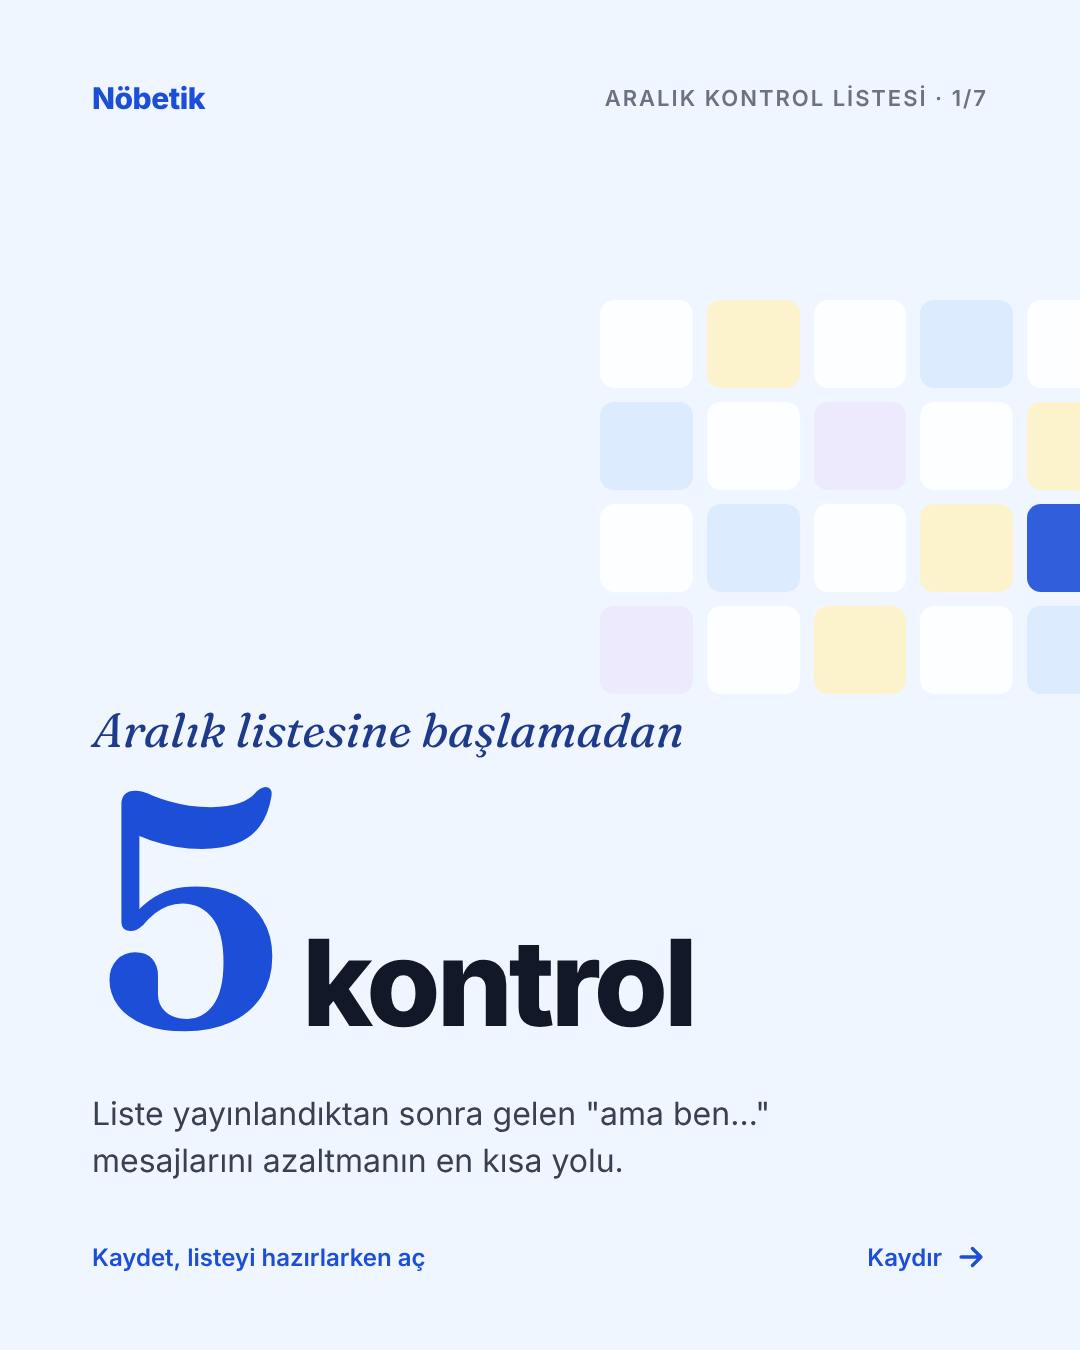 Nöbetik
ARALIK KONTROL LİSTESİ · 1/7
Aralık listesine başlamadan
5 kontrol
Liste yayınlandıktan sonra gelen "ama ben..."
mesajlarını azaltmanın en kısa yolu.
Kaydet, listeyi hazırlarken aç
Kaydır →